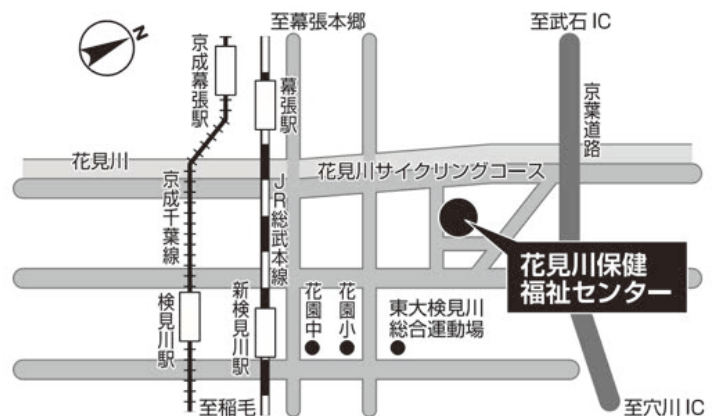 至幕張本郷
至武石IC
N
京成幕張駅
幕張駅
京葉道路
花見川
花見川サイクリングコース
京成千葉線
JR総武本線
花見川保健
福祉センター
検見川駅
新検見川駅
花園中
花園小
東大検見川
総合運動場
至稲毛
至穴川IC